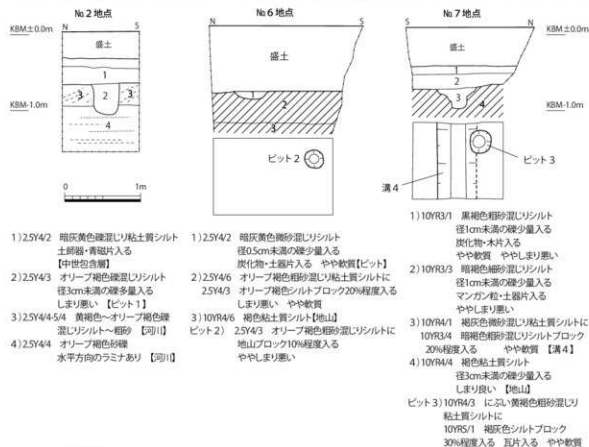 №2地点
№6地点
№7地点
KBM±0.0m
N
S
N
S
N
S
KBM±0.0m
盛土
盛土
盛土
1
1
1
2
3
2
3
2
3
4
KBM-1.0m
3
KBM-1.0m
4
ピット2
ピット3
溝4
0
1m
1) 2.5Y4/2 暗灰黄色礫混じり粘土質シルト
土師器・青磁片入る
【中世包含層】
2) 2.5Y4/3 オリーブ褐色礫混じりシルト
径3cm未満の礫多量入る
しまり悪い 【ピット1】
3) 2.5Y4/4-5/4 黄褐色～オリーブ褐色礫
混じりシルト～粗砂 【河川】
4) 2.5Y4/4 オリーブ褐色砂礫
水平方向のラミナあり 【河川】
1) 2.5Y4/2 暗灰黄色微砂混じりシルト
径0.5cm未満の礫少量入る
炭化物・土器片入る やや軟質【ピット】
2) 2.5Y4/6 オリーブ褐色粗砂混じり粘土質シルトに
2.5Y4/3 オリーブ褐色シルトブロック20%程度入る
しまり悪い やや軟質
3) 10YR4/6 褐色粘土質シルト【地山】
ピット2) 2.5Y4/3 オリーブ褐色粗砂混じりシルトに
地山ブロック10%程度入る
ややしまり悪い
1) 10YR3/1 黒褐色粗砂混じりシルト
径1cm未満の礫少量入る
炭化物・木片入る
やや軟質 ややしまり悪い
2) 10YR3/3 暗褐色細砂混じりシルト
径1cm未満の礫少量入る
マンガン粒・土器片入る
ややしまり悪い
3) 10YR4/1 褐灰色微砂混じり粘土質シルトに
10YR3/4 暗褐色粗砂混じりシルトブロック
20%程度入る やや軟質 【溝4】
4) 10YR4/4 褐色粘土質シルト
径3cm未満の礫少量入る
しまり良い 【地山】
ピット3) 10YR4/3 にぶい黄褐色粗砂混じり
粘土質シルトに
10YR5/1 褐灰色シルトブロック
30%程度入る 瓦片入る やや軟質